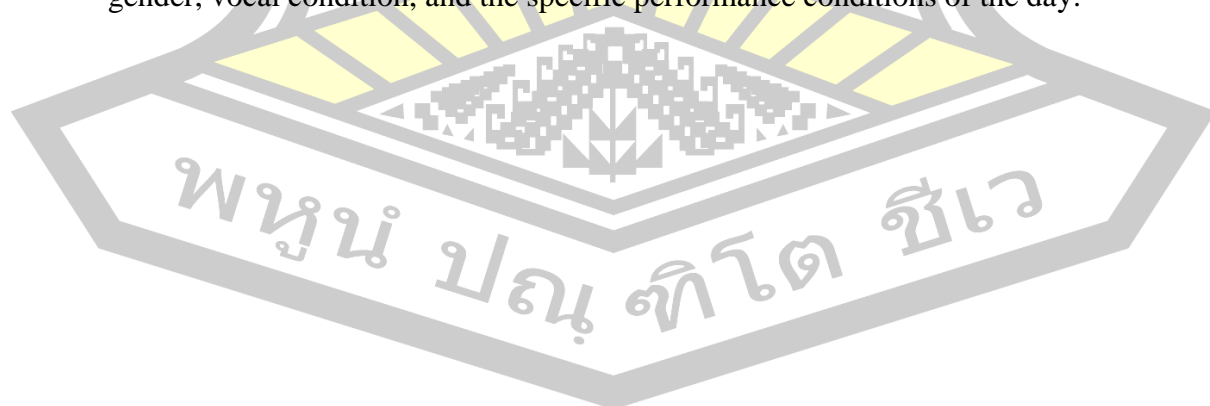 gender, vocal condition, and the specific performance conditions of the day.
พหูนํ ปณฺฑิโต ชีเว